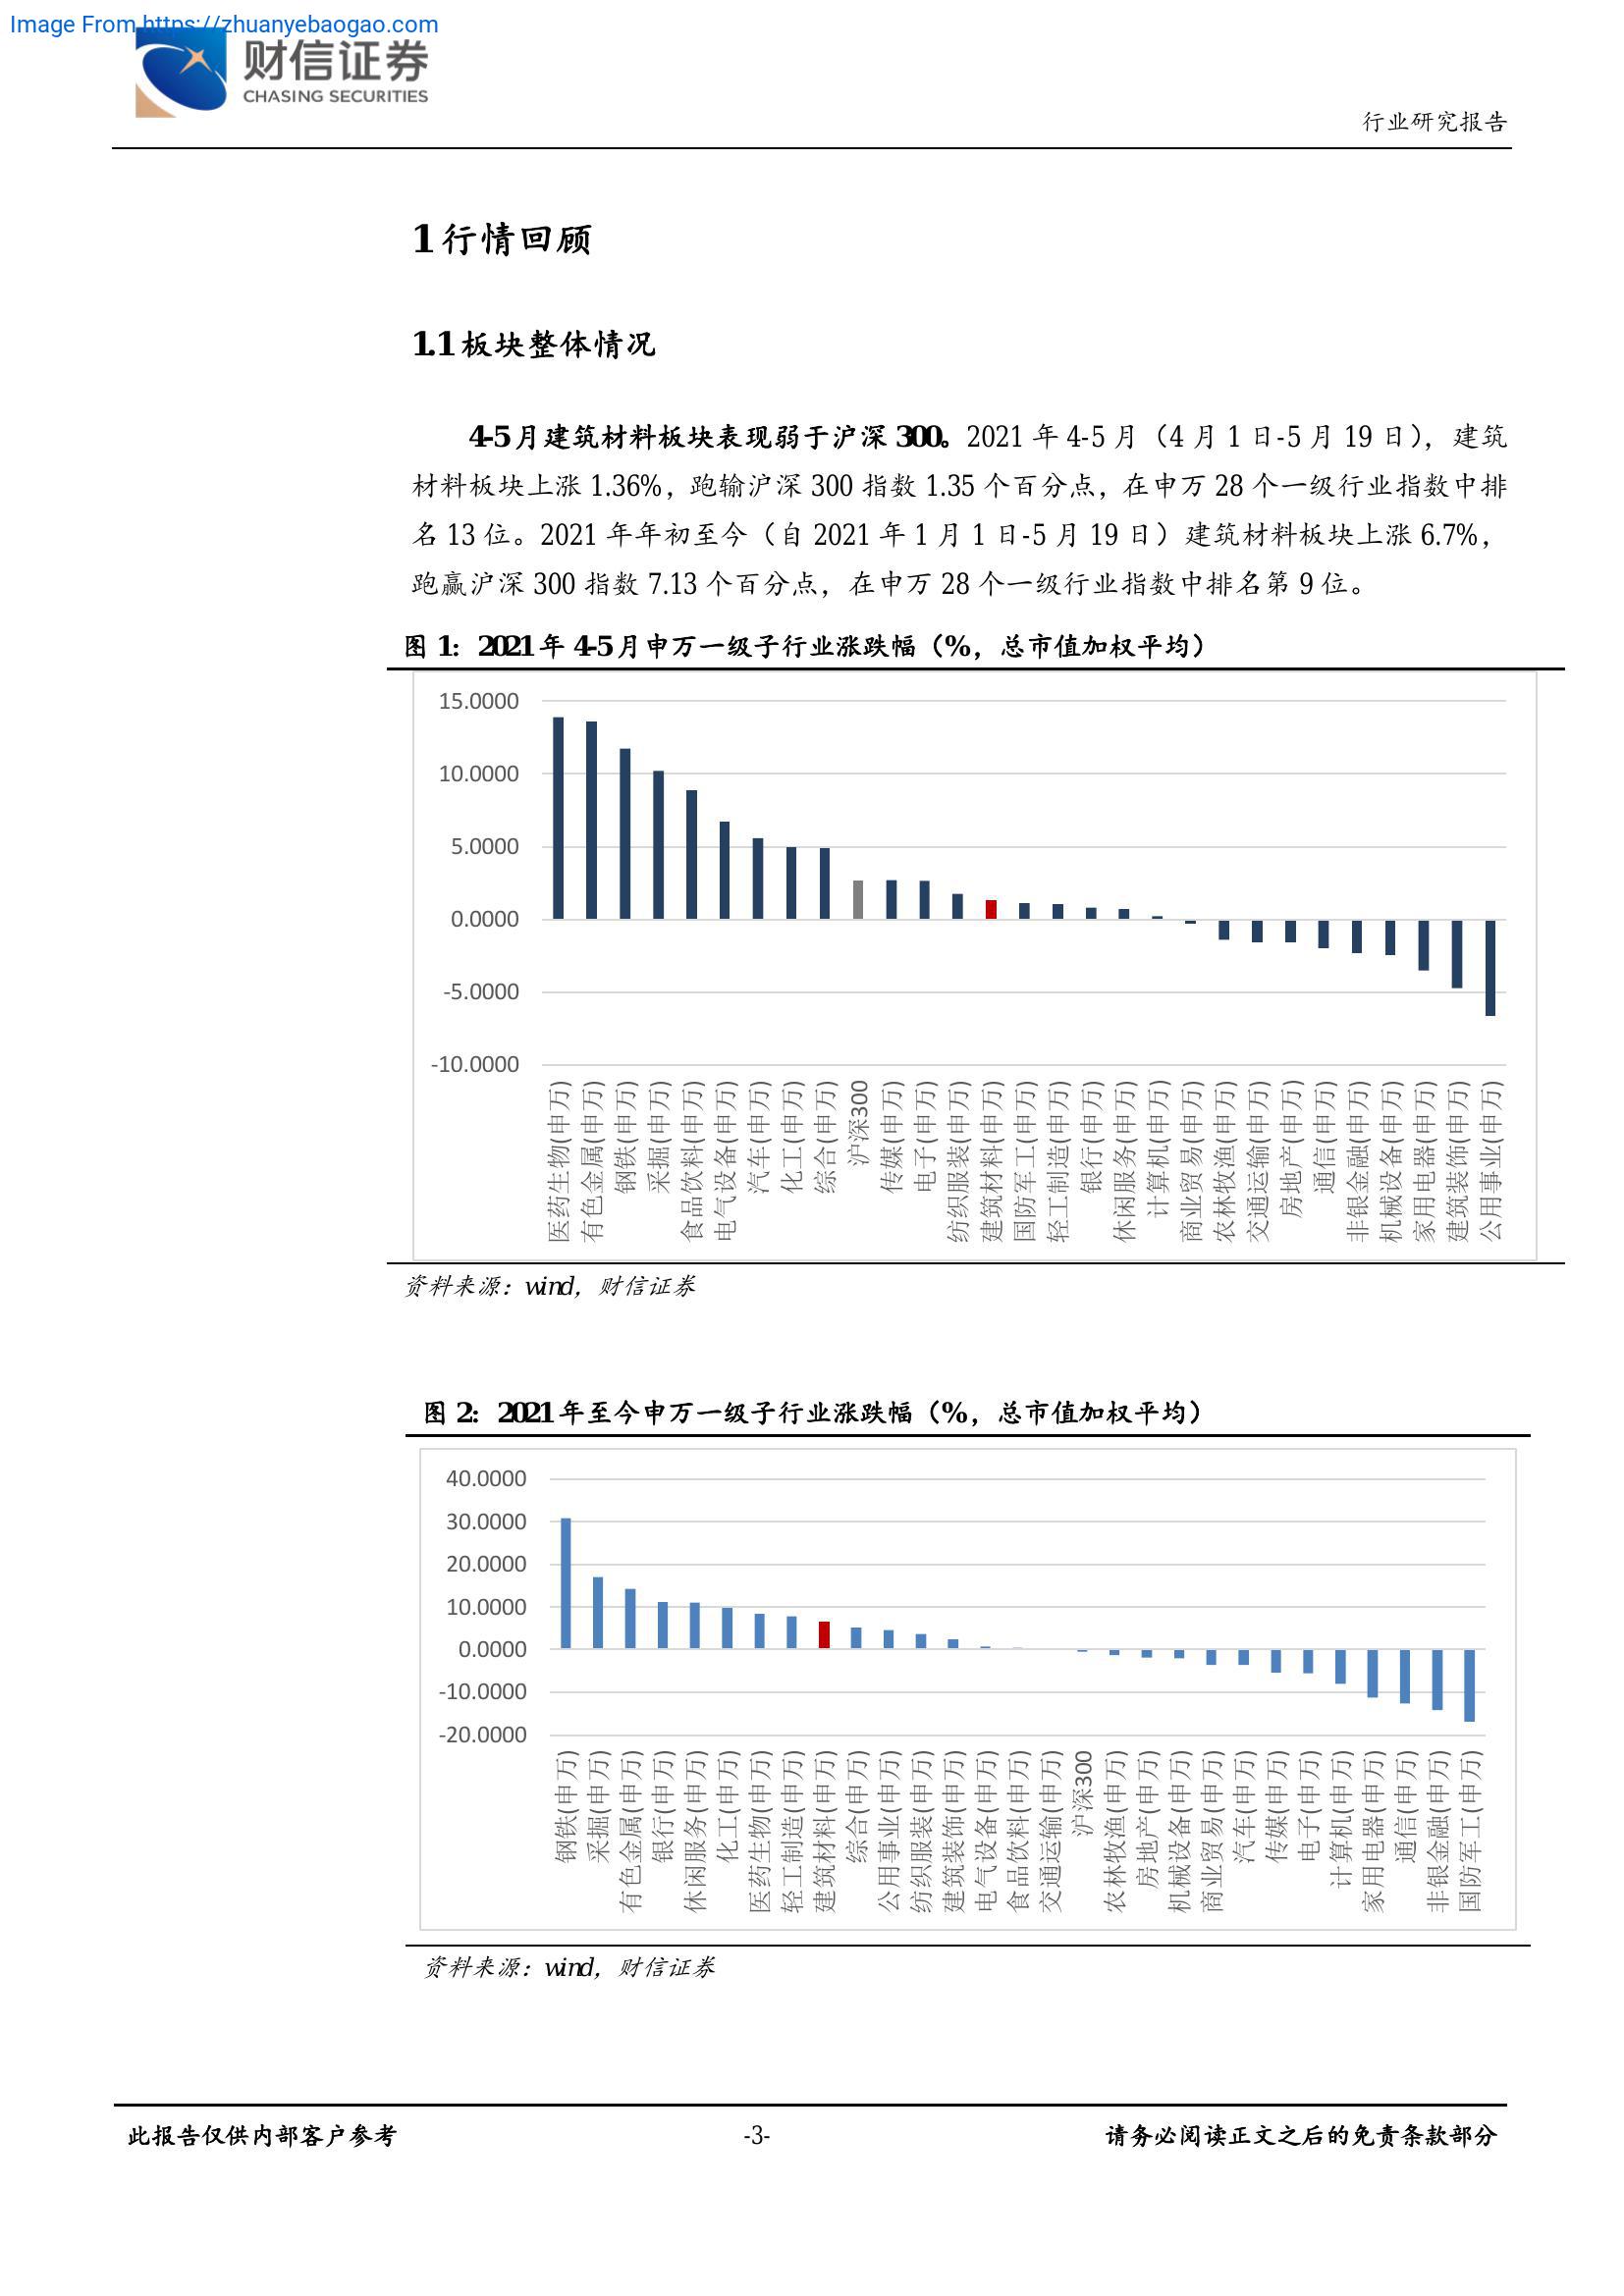 Image From https://zhuanyebaogao.com
财信证券
CHASING SECURITIES
行业研究报告
1 行情回顾
1.1 板块整体情况
4-5 月建筑材料板块表现弱于沪深 300。2021 年 4-5 月（4 月 1 日-5 月 19 日），建筑
材料板块上涨 1.36%，跑输沪深 300 指数 1.35 个百分点，在申万 28 个一级行业指数中排
名 13 位。2021 年年初至今（自 2021 年 1 月 1 日-5 月 19 日）建筑材料板块上涨 6.7%，
跑赢沪深 300 指数 7.13 个百分点，在申万 28 个一级行业指数中排名第 9 位。
图 1：2021 年 4-5 月申万一级子行业涨跌幅（%，总市值加权平均）
15.0000
10.0000
5.0000
0.0000
-5.0000
-10.0000
医药生物(申万)
有色金属(申万)
钢铁(申万)
采掘(申万)
食品饮料(申万)
电气设备(申万)
汽车(申万)
化工(申万)
综合(申万)
沪深300
传媒(申万)
电子(申万)
纺织服装(申万)
建筑材料(申万)
国防军工(申万)
轻工制造(申万)
银行(申万)
休闲服务(申万)
计算机(申万)
商业贸易(申万)
农林牧渔(申万)
交通运输(申万)
房地产(申万)
通信(申万)
非银金融(申万)
机械设备(申万)
家用电器(申万)
建筑装饰(申万)
公用事业(申万)
资料来源：wind，财信证券
图 2：2021 年至今申万一级子行业涨跌幅（%，总市值加权平均）
40.0000
30.0000
20.0000
10.0000
0.0000
-10.0000
-20.0000
钢铁(申万)
采掘(申万)
有色金属(申万)
银行(申万)
休闲服务(申万)
化工(申万)
医药生物(申万)
轻工制造(申万)
建筑材料(申万)
综合(申万)
公用事业(申万)
纺织服装(申万)
建筑装饰(申万)
电气设备(申万)
食品饮料(申万)
交通运输(申万)
沪深300
农林牧渔(申万)
房地产(申万)
机械设备(申万)
商业贸易(申万)
汽车(申万)
传媒(申万)
电子(申万)
计算机(申万)
家用电器(申万)
通信(申万)
非银金融(申万)
国防军工(申万)
资料来源：wind，财信证券
此报告仅供内部客户参考
-3-
请务必阅读正文之后的免责条款部分